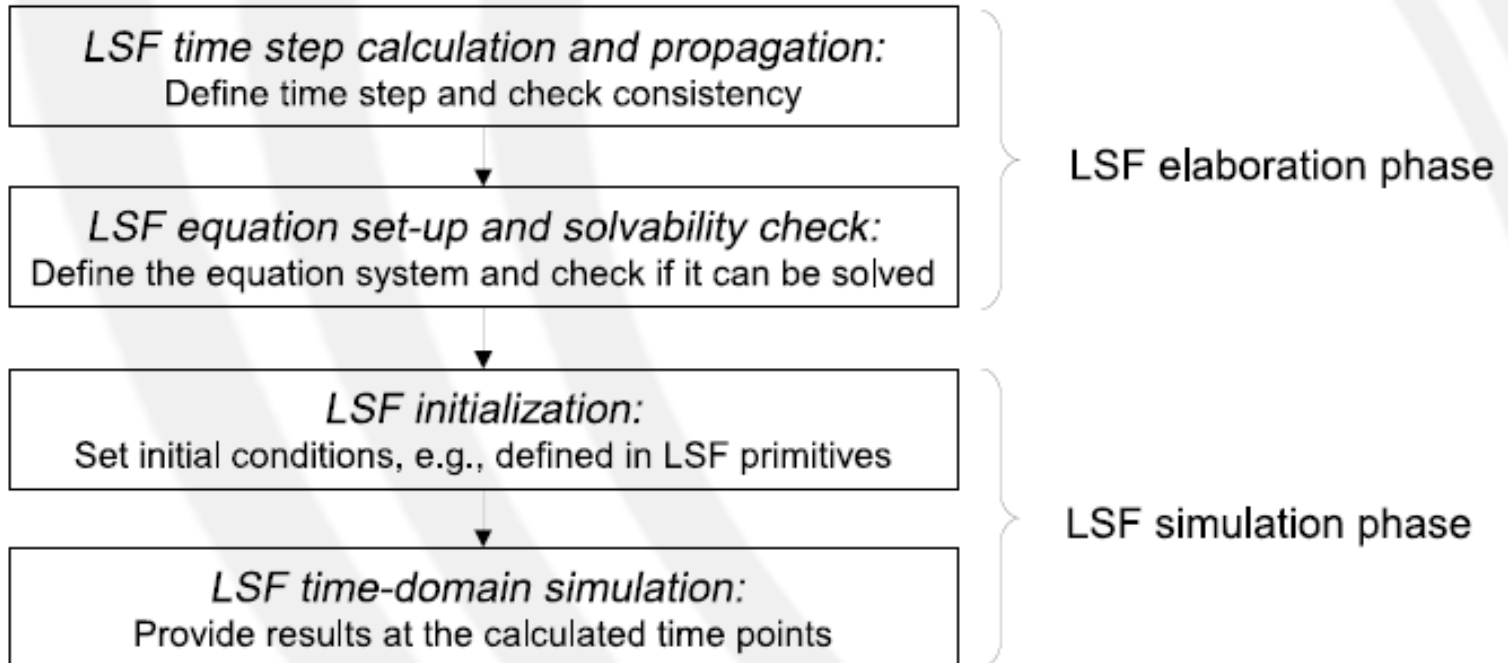 LSF time step calculation and propagation:
Define time step and check consistency
LSF elaboration phase
LSF equation set-up and solvability check:
Define the equation system and check if it can be solved
LSF initialization:
Set initial conditions, e.g., defined in LSF primitives
LSF simulation phase
LSF time-domain simulation:
Provide results at the calculated time points